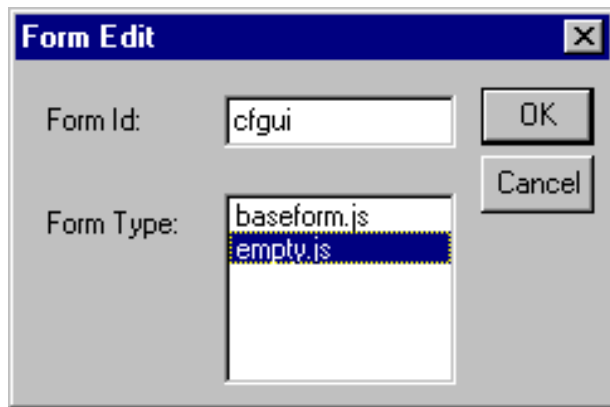 Form Edit
Form Id:
cfgui
OK
Cancel
Form Type:
baseform.js
empty.js